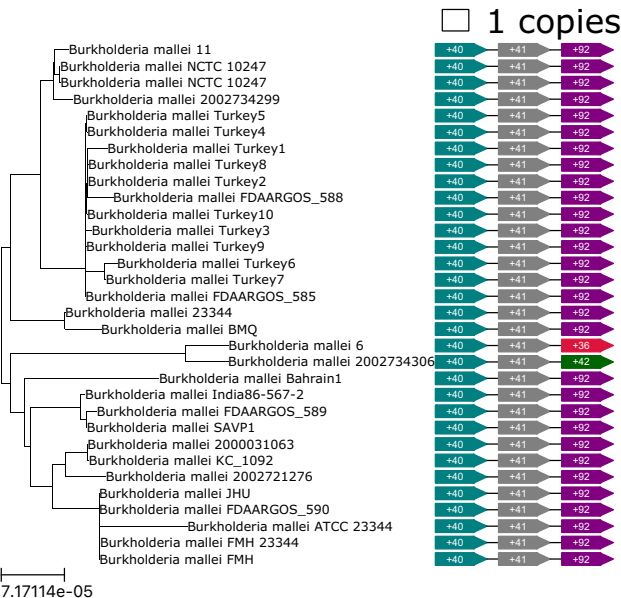 1 copies
Burkholderia mallei 11 +40 +41 +92
Burkholderia mallei NCTC 10247 +40 +41 +92
Burkholderia mallei NCTC 10247 +40 +41 +92
Burkholderia mallei 2002734299 +40 +41 +92
Burkholderia mallei Turkey5 +40 +41 +92
Burkholderia mallei Turkey4 +40 +41 +92
Burkholderia mallei Turkey1 +40 +41 +92
Burkholderia mallei Turkey8 +40 +41 +92
Burkholderia mallei Turkey2 +40 +41 +92
Burkholderia mallei FDAARGOS_588 +40 +41 +92
Burkholderia mallei Turkey10 +40 +41 +92
Burkholderia mallei Turkey3 +40 +41 +92
Burkholderia mallei Turkey9 +40 +41 +92
Burkholderia mallei Turkey6 +40 +41 +92
Burkholderia mallei Turkey7 +40 +41 +92
Burkholderia mallei FDAARGOS_585 +40 +41 +92
Burkholderia mallei 23344 +40 +41 +92
Burkholderia mallei BMQ +40 +41 +92
Burkholderia mallei 6 +40 +41 +36
Burkholderia mallei 2002734306 +40 +41 +42
Burkholderia mallei Bahrain1 +40 +41 +92
Burkholderia mallei India86-567-2 +40 +41 +92
Burkholderia mallei FDAARGOS_589 +40 +41 +92
Burkholderia mallei SAVP1 +40 +41 +92
Burkholderia mallei 2000031063 +40 +41 +92
Burkholderia mallei KC_1092 +40 +41 +92
Burkholderia mallei 2002721276 +40 +41 +92
Burkholderia mallei JHU +40 +41 +92
Burkholderia mallei FDAARGOS_590 +40 +41 +92
Burkholderia mallei ATCC 23344 +40 +41 +92
Burkholderia mallei FMH 23344 +40 +41 +92
Burkholderia mallei FMH +40 +41 +92
7.17114e-05